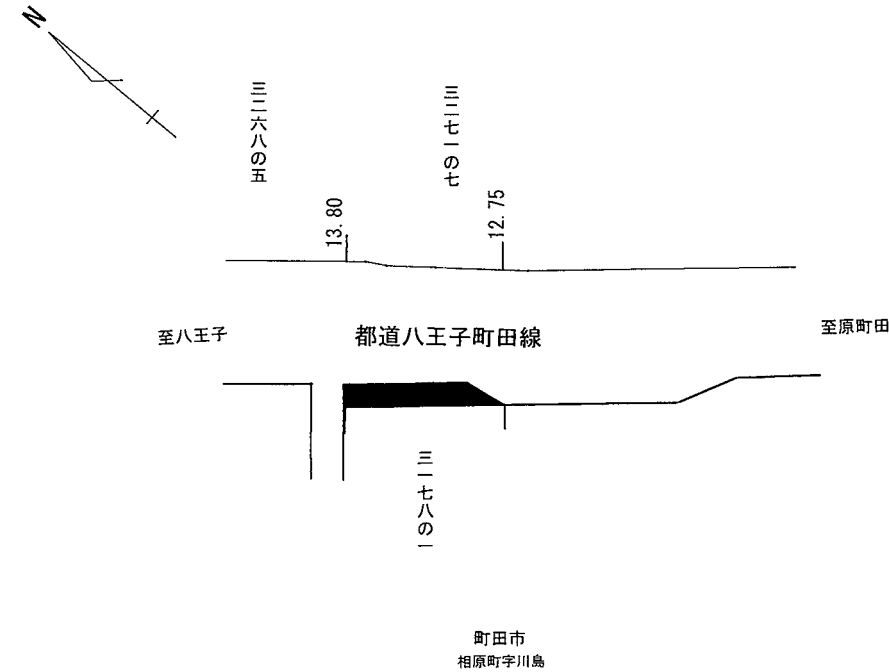 N
三二六八の五
三二七一の七
13.80
12.75
至八王子
都道八王子町田線
至原町田
三一七八の一
町田市
相原町字川島